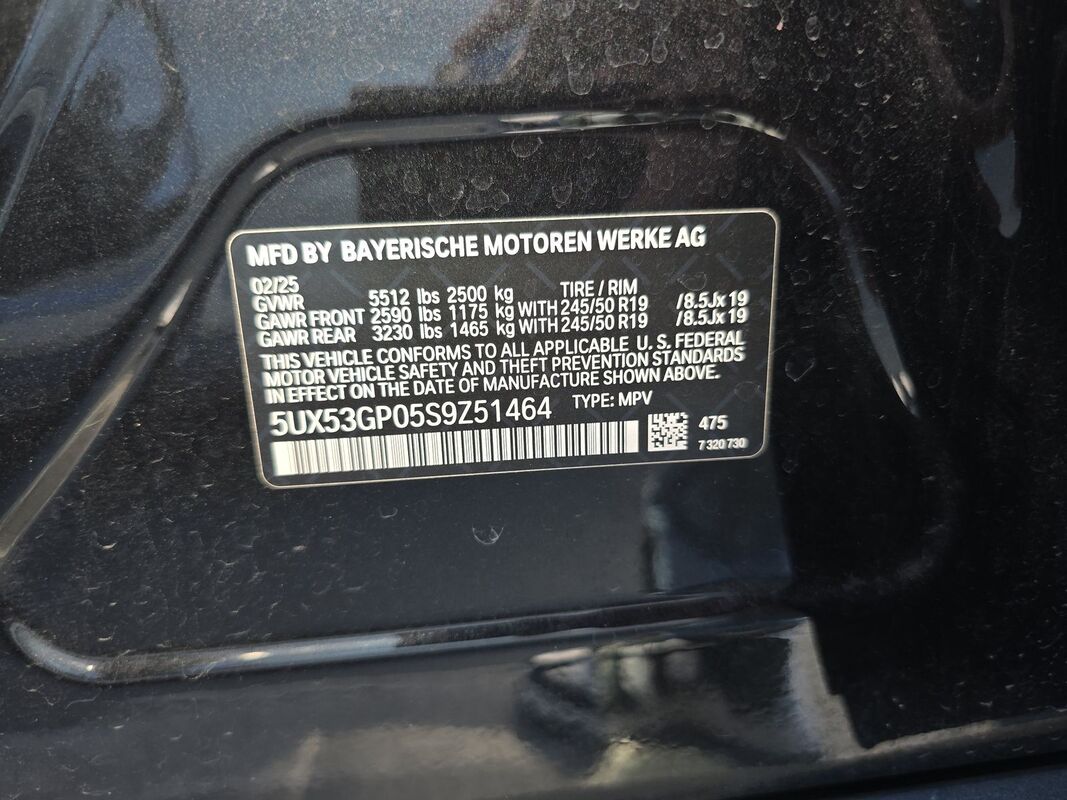 MFD BY BAYERISCHE MOTOREN WERKE AG
02/25
GVWR 5512 lbs 2500 kg TIRE / RIM
GAWR FRONT 2590 lbs 1175 kg WITH 245/50 R19 /8.5Jx19
GAWR REAR 3230 lbs 1465 kg WITH 245/50 R19 /8.5Jx19
THIS VEHICLE CONFORMS TO ALL APPLICABLE U. S. FEDERAL
MOTOR VEHICLE SAFETY AND THEFT PREVENTION STANDARDS
IN EFFECT ON THE DATE OF MANUFACTURE SHOWN ABOVE.
5UX53GP05S9Z51464 TYPE: MPV
475
7 320 730